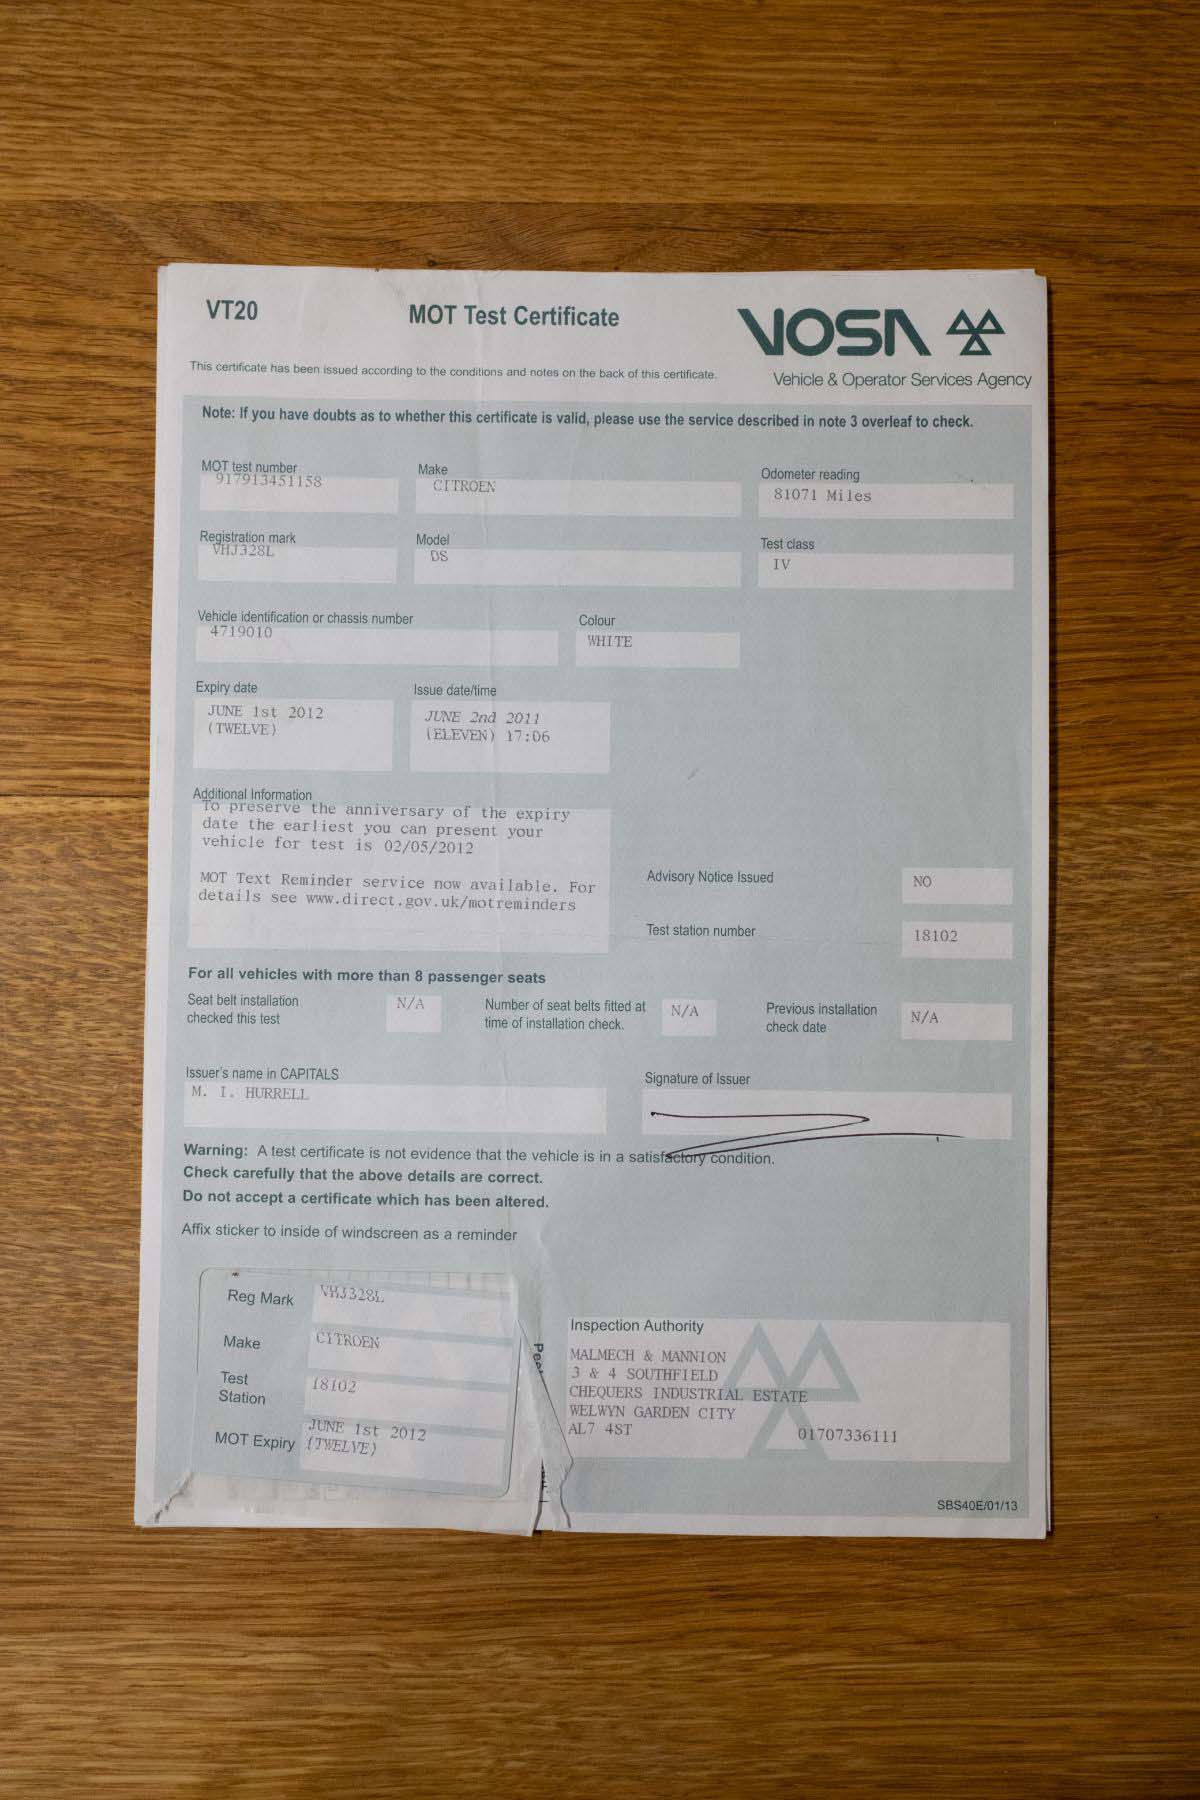 VT20
MOT Test Certificate
VOSA
This certificate has been issued according to the conditions and notes on the back of this certificate.
Vehicle & Operator Services Agency
Note: If you have doubts as to whether this certificate is valid, please use the service described in note 3 overleaf to check.
MOT test number
917913451158
Make
CITROEN
Odometer reading
81071 Miles
Registration mark
VHJ328L
Model
DS
Test class
IV
Vehicle identification or chassis number
4719010
Colour
WHITE
Expiry date
JUNE 1st 2012
(TWELVE)
Issue date/time
JUNE 2nd 2011
(ELEVEN) 17:06
Additional Information
To preserve the anniversary of the expiry
date the earliest you can present your
vehicle for test is 02/05/2012
MOT Text Reminder service now available. For
details see www.direct.gov.uk/motreminders
Advisory Notice Issued
NO
Test station number
18102
For all vehicles with more than 8 passenger seats
Seat belt installation
checked this test
N/A
Number of seat belts fitted at
time of installation check.
N/A
Previous installation
check date
N/A
Issuer's name in CAPITALS
M. I. HURRELL
Signature of Issuer
Warning: A test certificate is not evidence that the vehicle is in a satisfactory condition.
Check carefully that the above details are correct.
Do not accept a certificate which has been altered.
Affix sticker to inside of windscreen as a reminder
Reg Mark
VHJ328L
Make
CITROEN
Test
Station
18102
MOT Expiry
JUNE 1st 2012
(TWELVE)
Inspection Authority
MALMECH & MANNION
3 & 4 SOUTHFIELD
CHEQUERS INDUSTRIAL ESTATE
WELWYN GARDEN CITY
AL7 4ST
01707336111
SBS40E/01/13